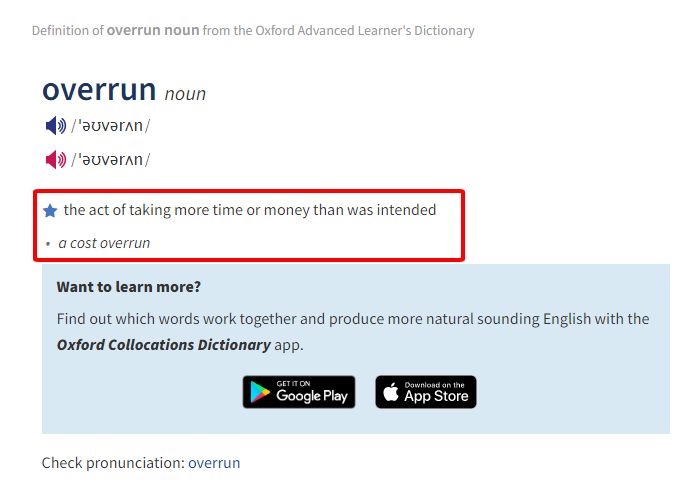 Definition of overrun noun from the Oxford Advanced Learner's Dictionary
overrun noun
/ˈəʊvərʌn/
/ˈəʊvərʌn/
the act of taking more time or money than was intended
• a cost overrun
Want to learn more?
Find out which words work together and produce more natural sounding English with the
Oxford Collocations Dictionary app.
GET IT ON
Google Play
Download on the
App Store
Check pronunciation: overrun